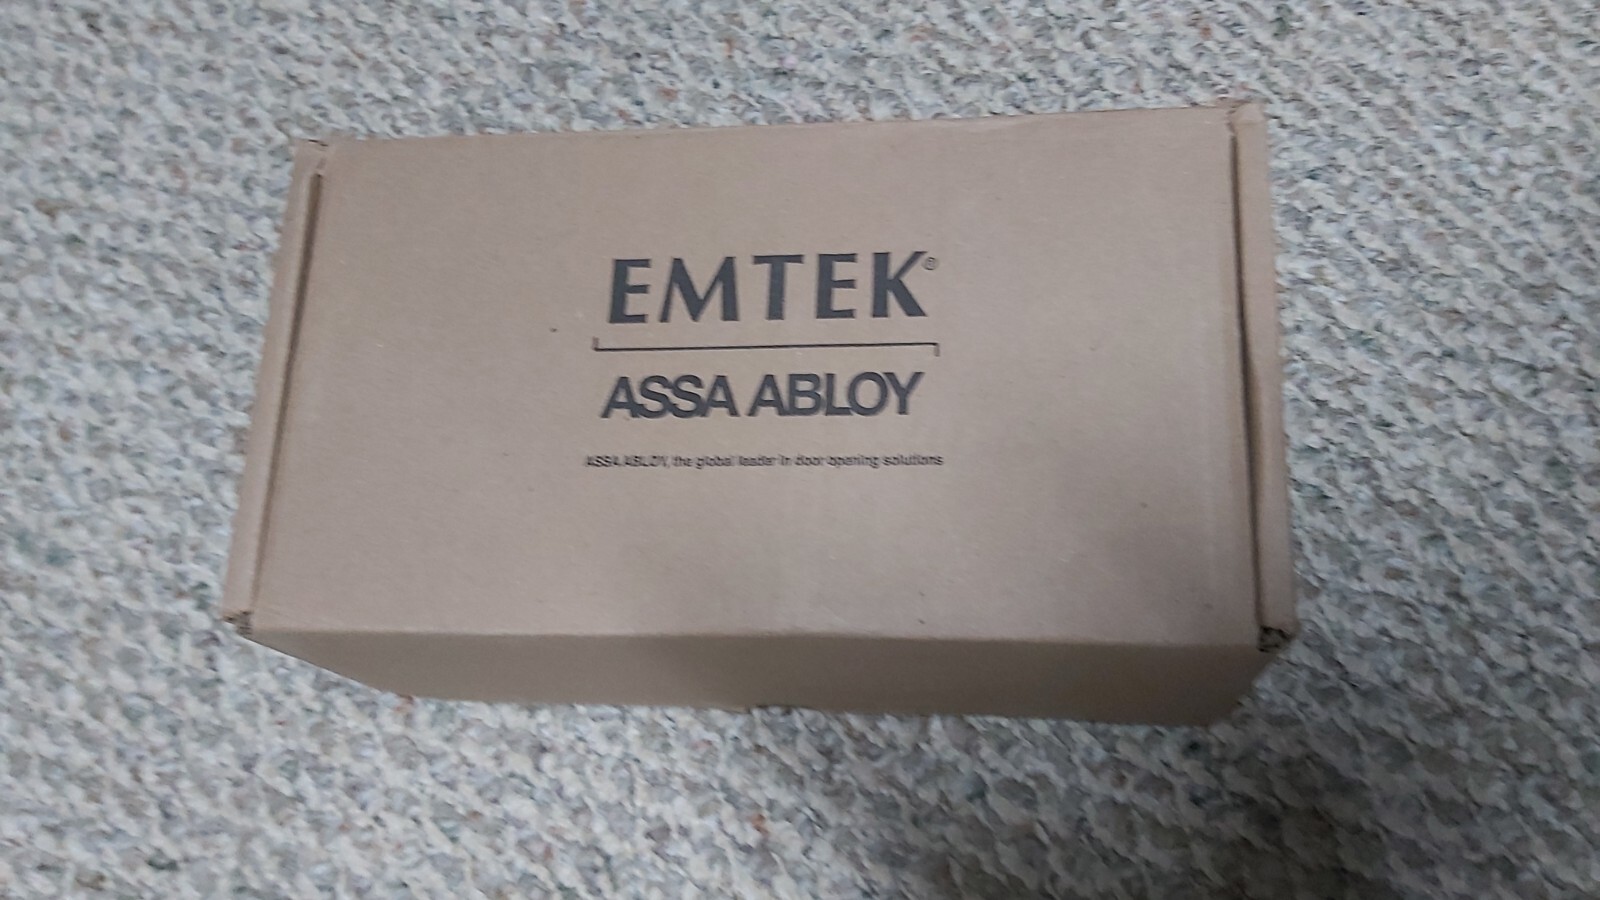 EMTEK®
ASSA ABLOY
ASSA ABLOY, the global leader in door opening solutions